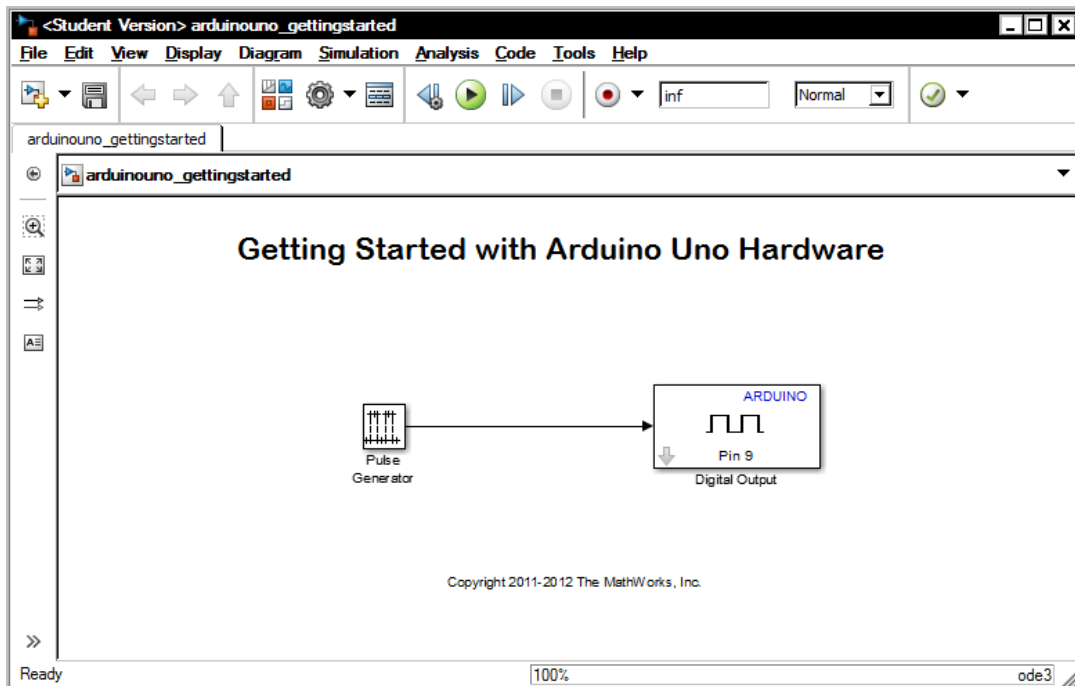 <Student Version> arduinouno_gettingstarted
File Edit View Display Diagram Simulation Analysis Code Tools Help
inf Normal
arduinouno_gettingstarted
arduinouno_gettingstarted
Getting Started with Arduino Uno Hardware
ARDUINO
Pin 9
Pulse
Generator
Digital Output
Copyright 2011-2012 The MathWorks, Inc.
Ready 100% ode3